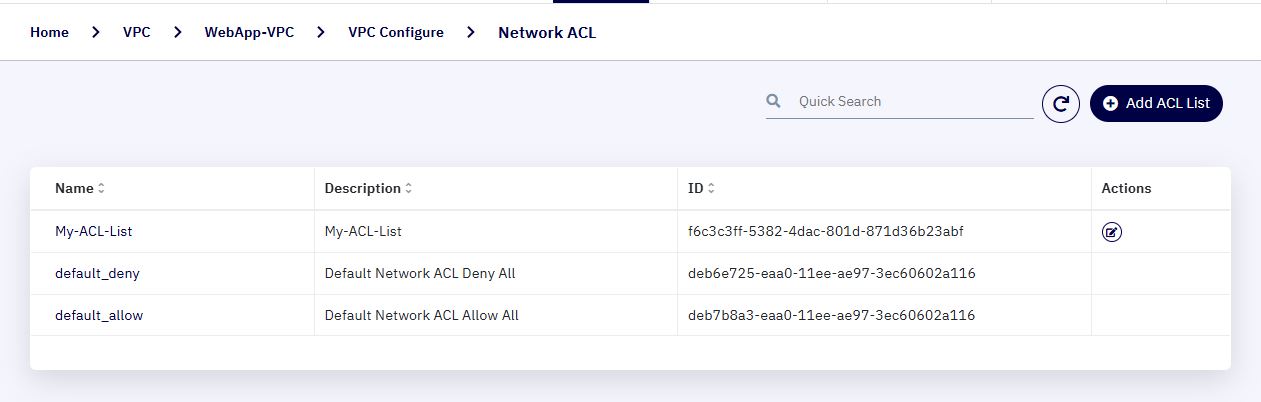 Home > VPC > WebApp-VPC > VPC Configure > Network ACL
Quick Search
Add ACL List
Name Description ID Actions
My-ACL-List My-ACL-List f6c3c3ff-5382-4dac-801d-871d36b23abf
default_deny Default Network ACL Deny All deb6e725-eaa0-11ee-ae97-3ec60602a116
default_allow Default Network ACL Allow All deb7b8a3-eaa0-11ee-ae97-3ec60602a116